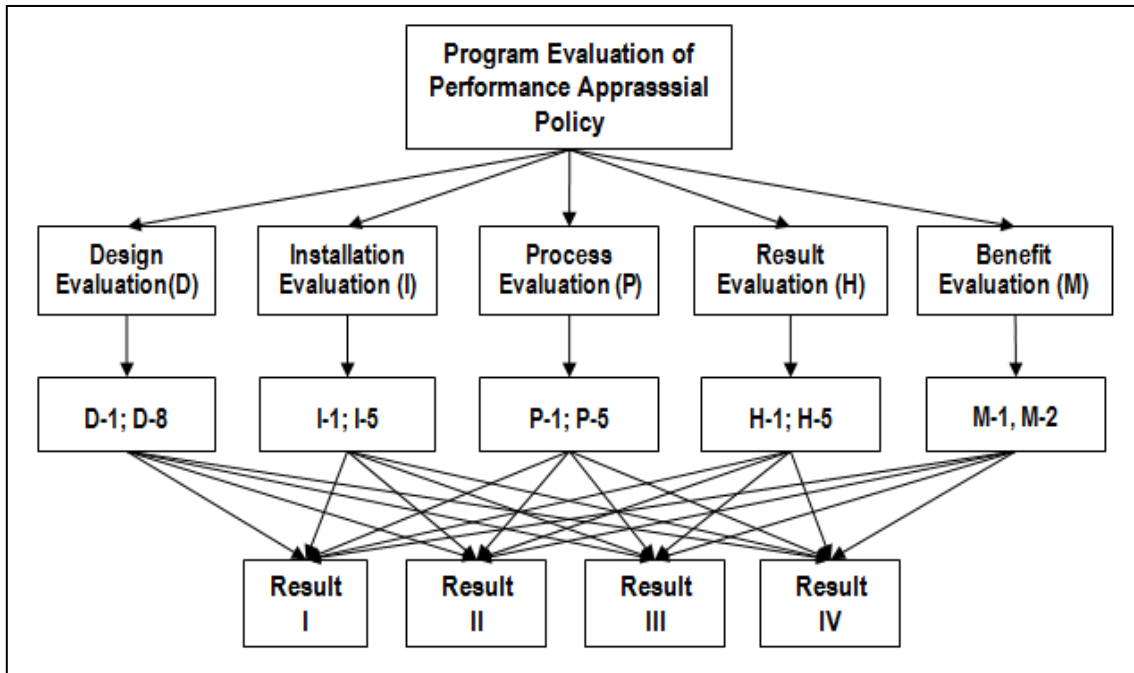 Program Evaluation of
Performance Apprasssial
Policy
Design
Evaluation(D)
Installation
Evaluation (I)
Process
Evaluation (P)
Result
Evaluation (H)
Benefit
Evaluation (M)
D-1; D-8
I-1; I-5
P-1; P-5
H-1; H-5
M-1, M-2
Result
I
Result
II
Result
III
Result
IV